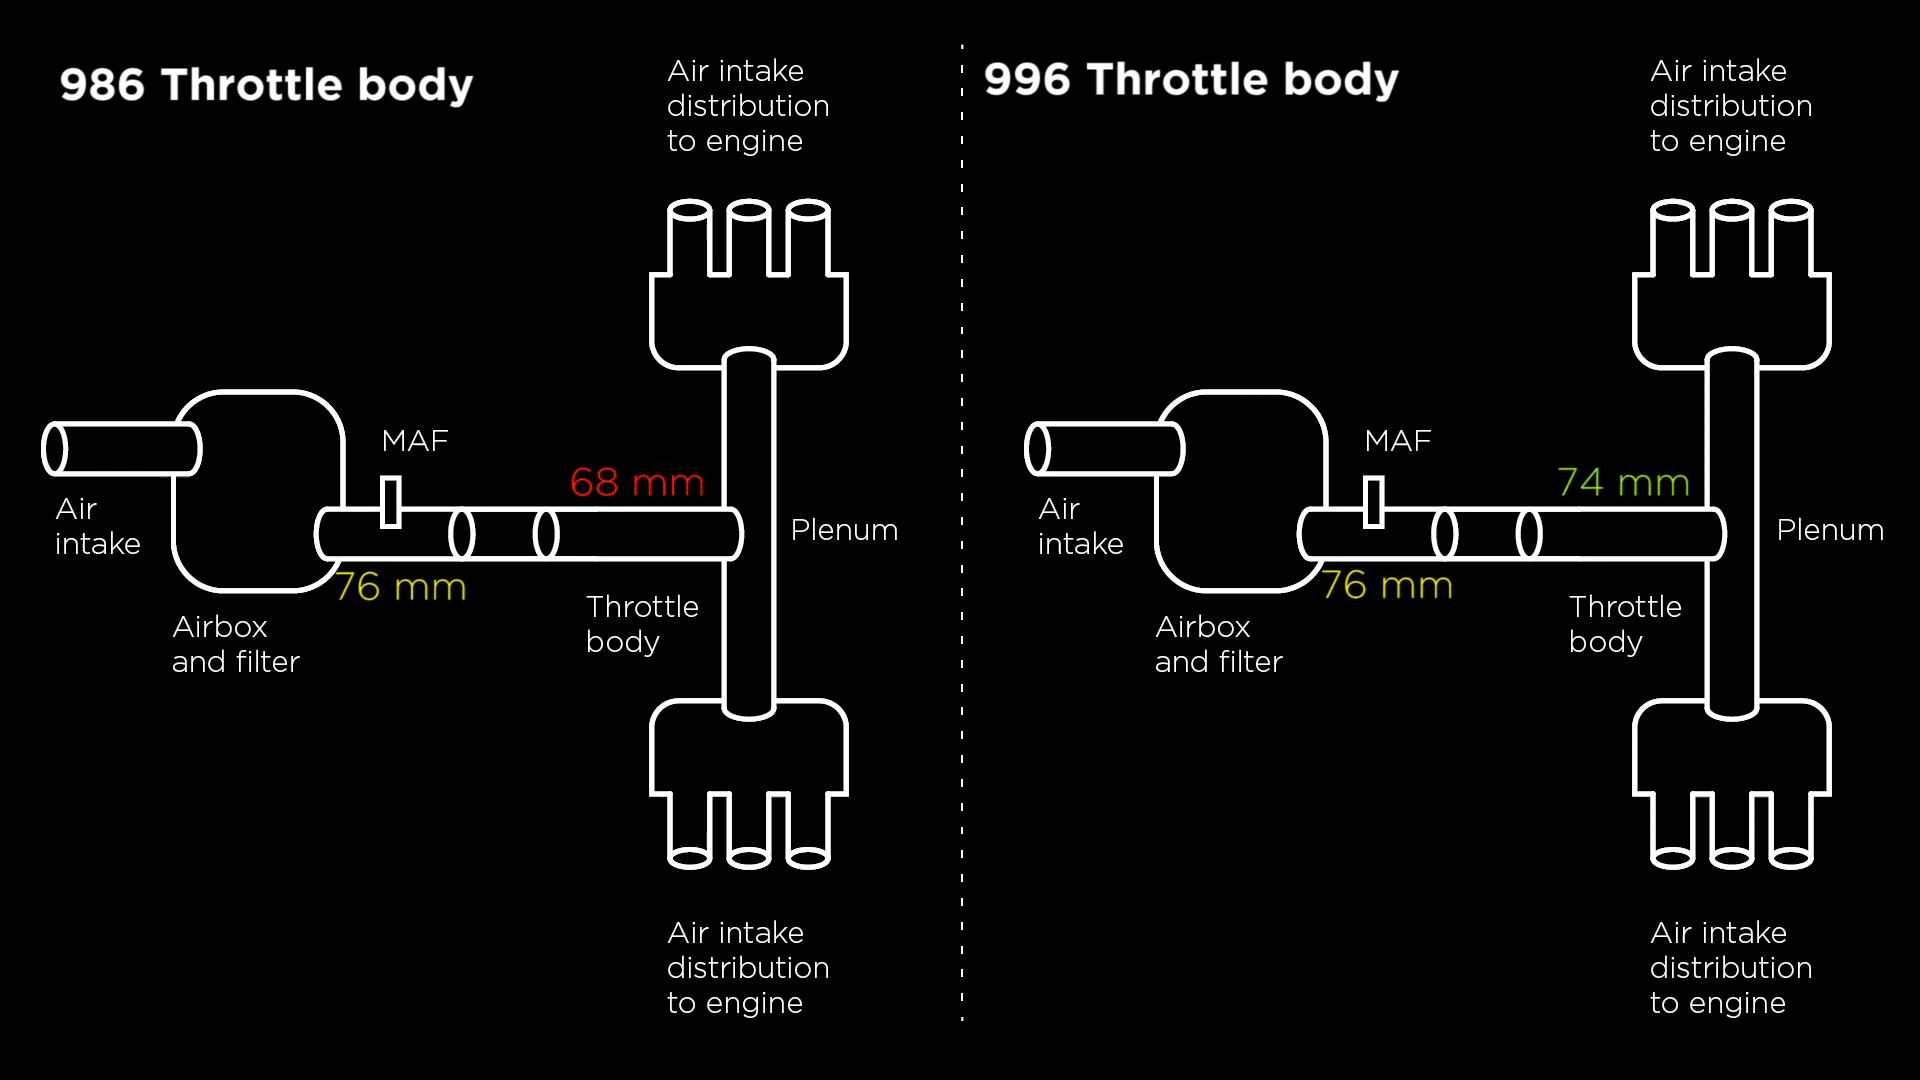 986 Throttle body
Air intake
distribution
to engine
MAF
68 mm
Air
intake
Plenum
76 mm
Throttle
body
Airbox
and filter
Air intake
distribution
to engine
996 Throttle body
Air intake
distribution
to engine
MAF
74 mm
Air
intake
Plenum
76 mm
Throttle
body
Airbox
and filter
Air intake
distribution
to engine